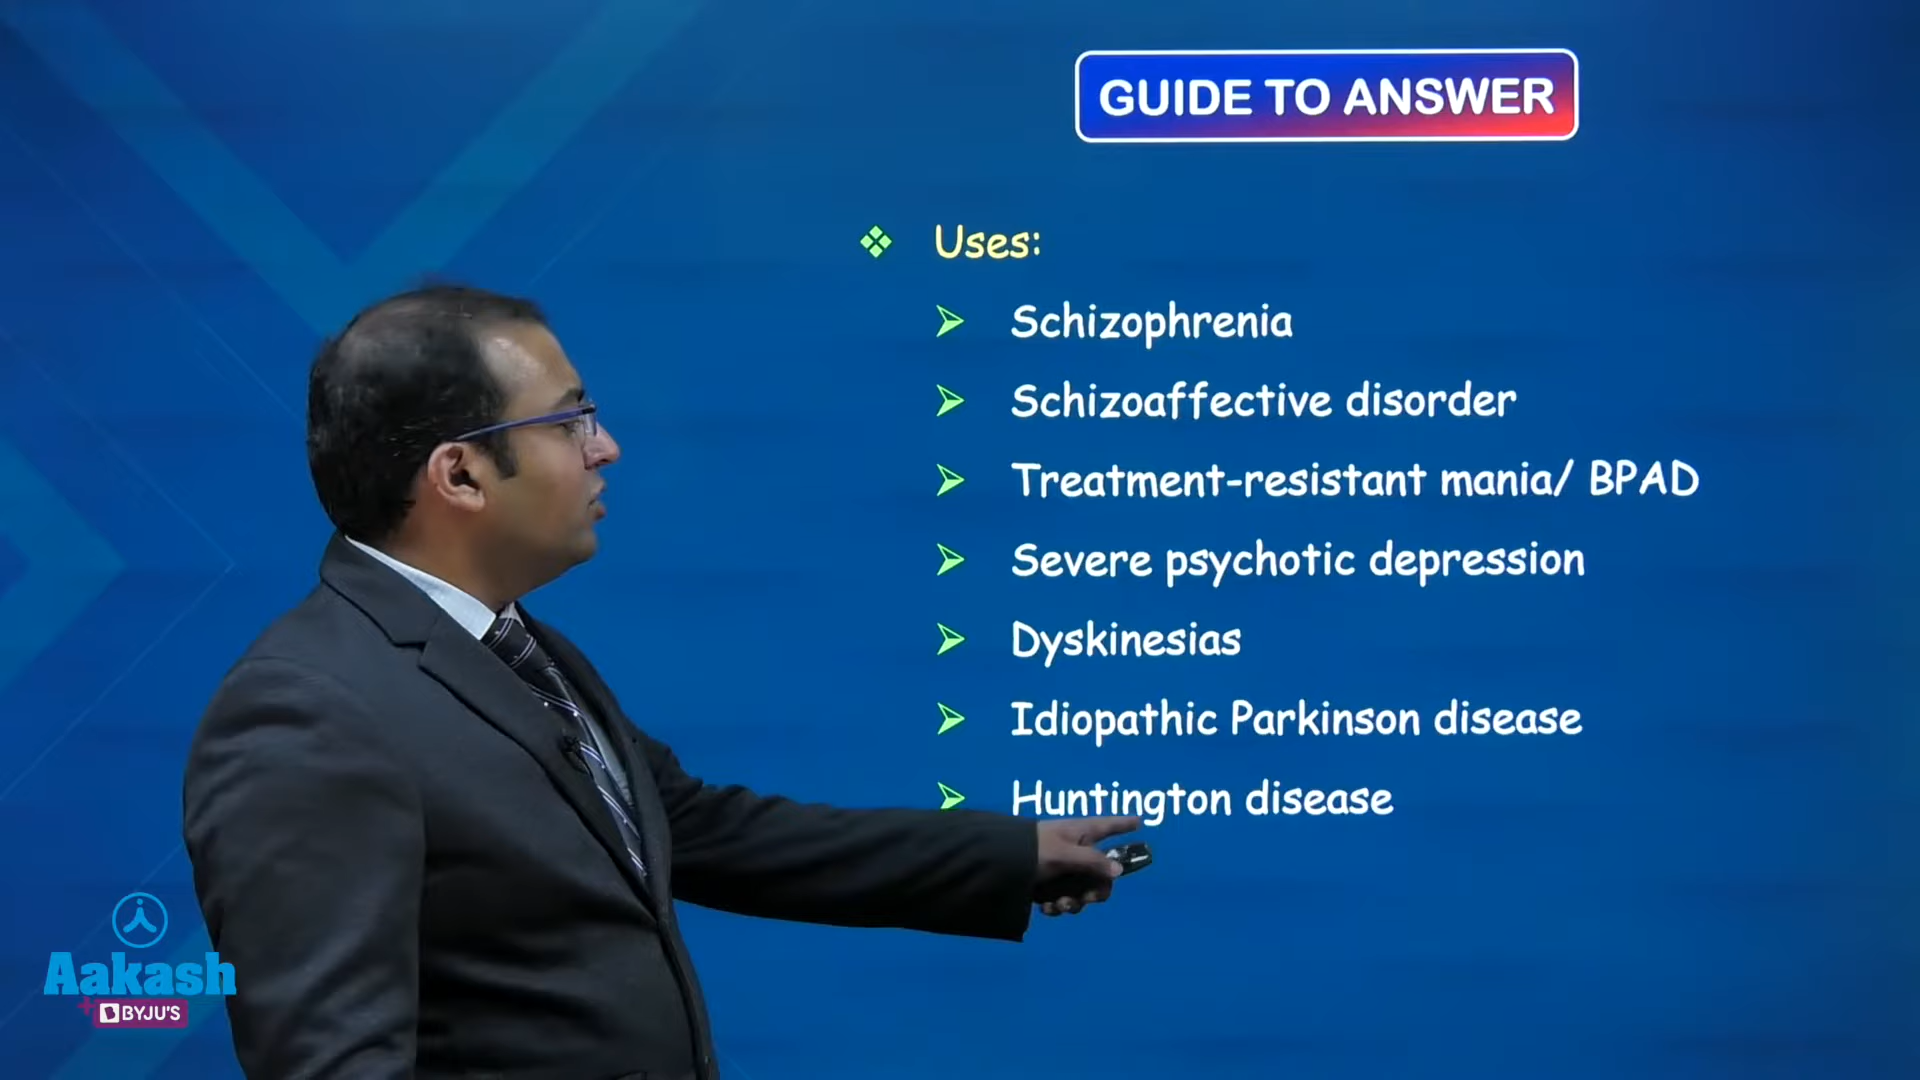 GUIDE TO ANSWER
❖ Uses:
➢ Schizophrenia
➢ Schizoaffective disorder
➢ Treatment-resistant mania/ BPAD
➢ Severe psychotic depression
➢ Dyskinesias
➢ Idiopathic Parkinson disease
➢ Huntington disease
Aakash
+ BYJU'S